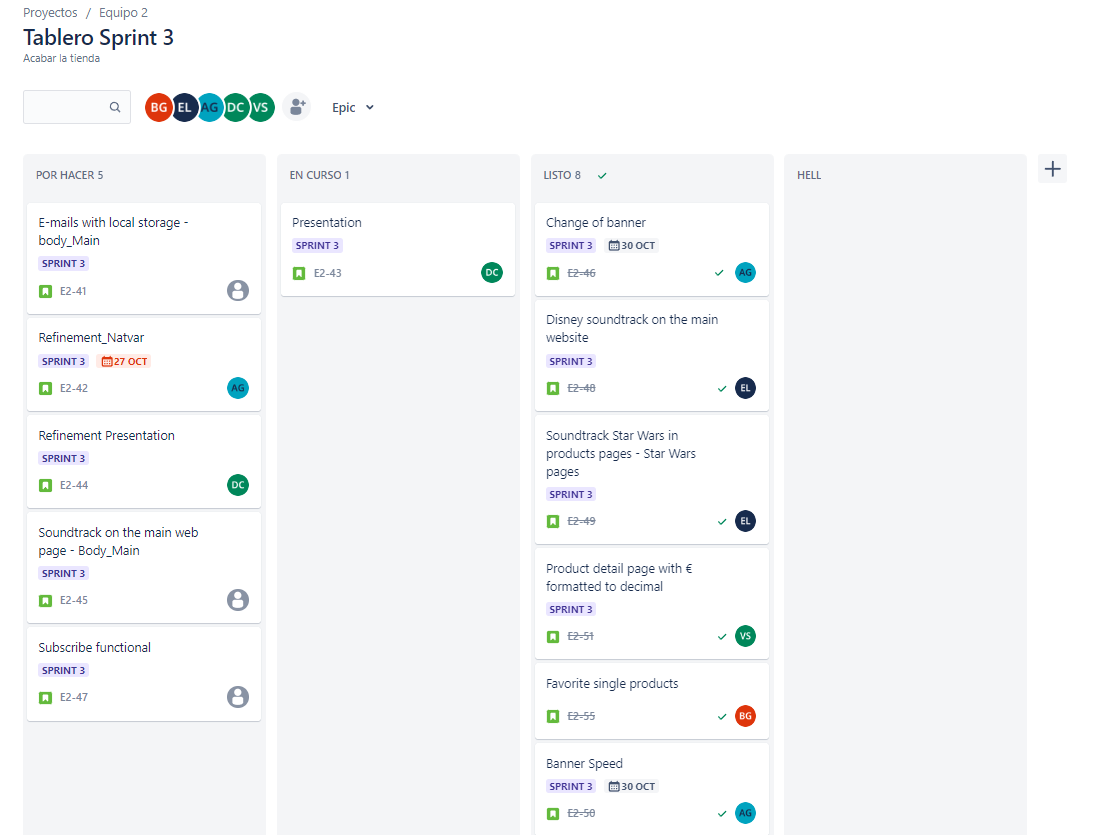 Proyectos / Equipo 2
Tablero Sprint 3
Acabar la tienda
BG EL AG DC VS Epic
POR HACER 5
E-mails with local storage -
body_Main
SPRINT 3
E2-41
Refinement_Natvar
SPRINT 3 27 OCT
E2-42 AG
Refinement Presentation
SPRINT 3
E2-44 DC
Soundtrack on the main web
page - Body_Main
SPRINT 3
E2-45
Subscribe functional
SPRINT 3
E2-47
EN CURSO 1
Presentation
SPRINT 3
E2-43 DC
LISTO 8
Change of banner
SPRINT 3 30 OCT
E2-46 AG
Disney soundtrack on the main
website
SPRINT 3
E2-48 EL
Soundtrack Star Wars in
products pages - Star Wars
pages
SPRINT 3
E2-49 EL
Product detail page with €
formatted to decimal
SPRINT 3
E2-51 VS
Favorite single products
E2-55 BG
Banner Speed
SPRINT 3 30 OCT
E2-50 AG
HELL